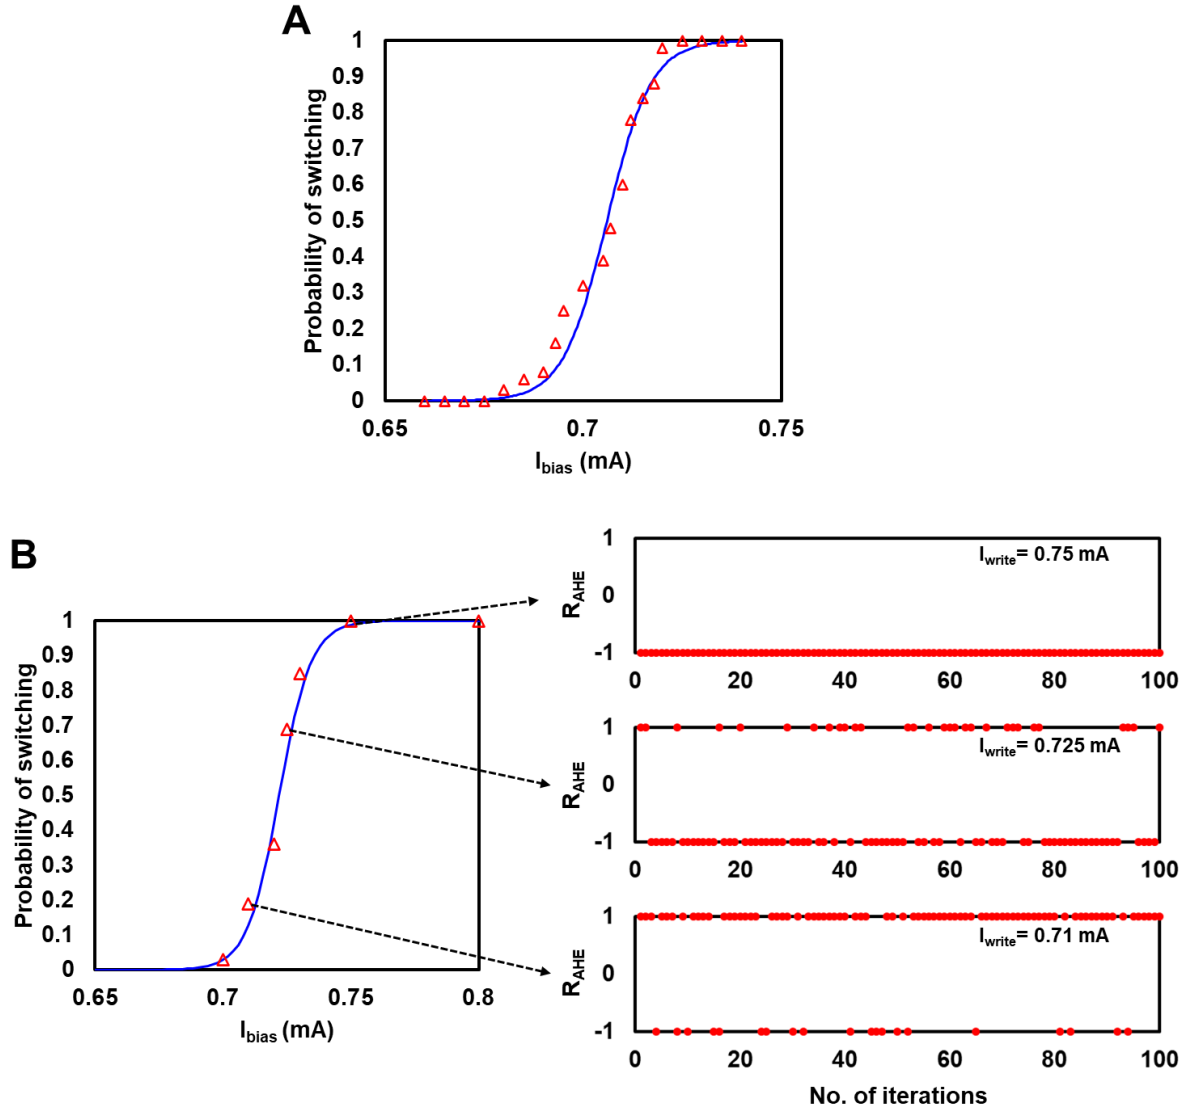 A
Probability of switching
1
0.9
0.8
0.7
0.6
0.5
0.4
0.3
0.2
0.1
0
0.65 0.7 0.75
Ibias (mA)
B
Probability of switching
1
0.9
0.8
0.7
0.6
0.5
0.4
0.3
0.2
0.1
0
0.65 0.7 0.75 0.8
Ibias (mA)
RAHE
1
0
-1
Iwrite= 0.75 mA
0 20 40 60 80 100
RAHE
1
0
-1
Iwrite= 0.725 mA
0 20 40 60 80 100
RAHE
1
0
-1
Iwrite= 0.71 mA
0 20 40 60 80 100
No. of iterations